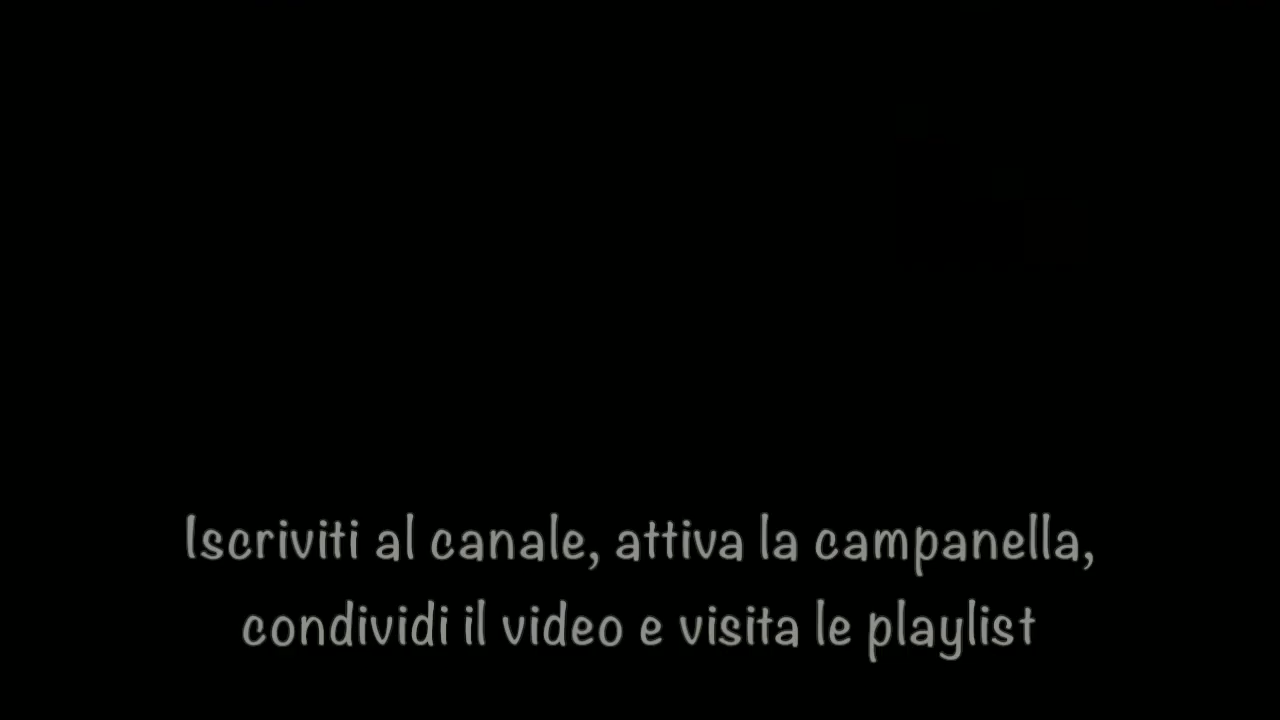 Iscriviti al canale, attiva la campanella,
condividi il video e visita le playlist